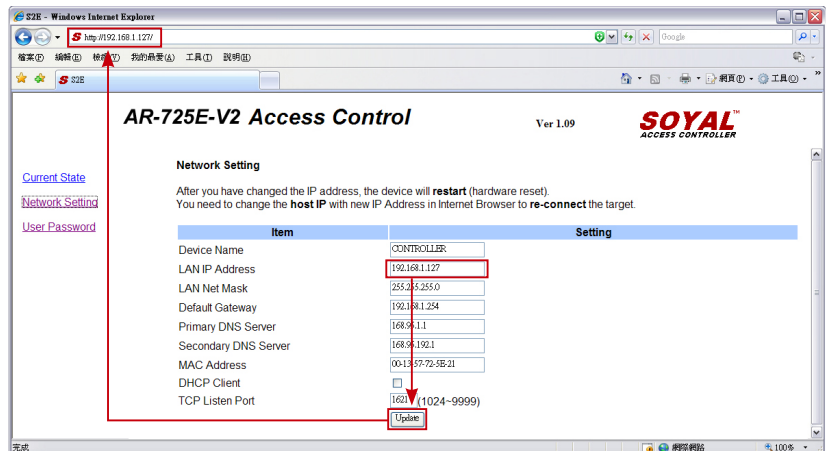 S2E - Windows Internet Explorer
http://192.168.1.127/
Google
檔案(F) 編輯(E) 檢視(V) 我的最愛(A) 工具(T) 說明(H)
S2E
網頁(P) 工具(O)
AR-725E-V2 Access Control
Ver 1.09
SOYAL™
ACCESS CONTROLLER
Current State
Network Setting
User Password
Network Setting
After you have changed the IP address, the device will restart (hardware reset).
You need to change the host IP with new IP Address in Internet Browser to re-connect the target.
Item Setting
Device Name CONTROLLER
LAN IP Address 192.168.1.127
LAN Net Mask 255.255.255.0
Default Gateway 192.168.1.254
Primary DNS Server 168.95.1.1
Secondary DNS Server 168.95.192.1
MAC Address 00-13-57-72-5E-21
DHCP Client
TCP Listen Port 1621 (1024~9999)
Update
完成
網際網路
100%